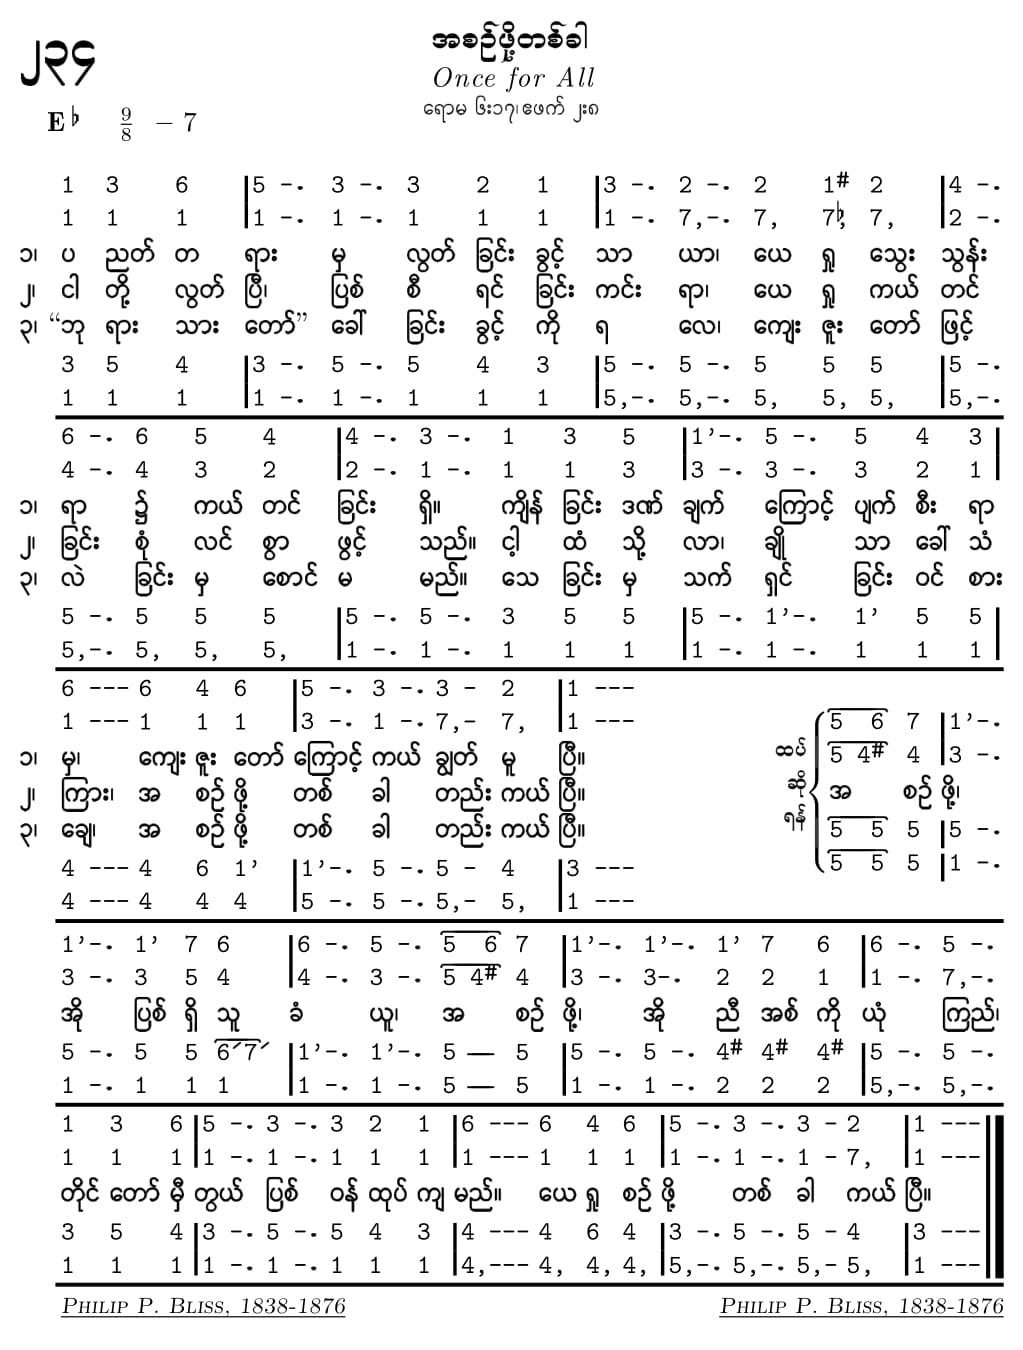 ၂၃၄
အစဉ်ဖို့တစ်ခါ
Once for All
ရောမ ၆း၁၇၊ဧဖက် ၂း၈
E♭ 9/8 – 7
1 3 6 |5 –. 3 –. 3 2 1 |3 –. 2 –. 2 1# 2 |4 –.
1 1 1 |1 –. 1 –. 1 1 1 |1 –. 7,–. 7, 7♭, 7, |2 –.
၁၊ ပ ညတ် တ ရား မှ လွတ် ခြင်း ခွင့် သာ ယာ၊ ယေ ရှု သွေး သွန်း
၂၊ ငါ တို့ လွတ် ပြီ၊ ပြစ် စီ ရင် ခြင်း ကင်း ရာ၊ ယေ ရှု ကယ် တင်
၃၊ “ဘု ရား သား တော်” ခေါ် ခြင်း ခွင့် ကို ရ လေ၊ ကျေး ဇူး တော် ဖြင့်
3 5 4 |3 –. 5 –. 5 4 3 |5 –. 5 –. 5 5 5 |5 –.
1 1 1 |1 –. 1 –. 1 1 1 |5,–. 5,–. 5, 5, 5, |5,–.
6 –. 6 5 4 |4 –. 3 –. 1 3 5 |1’–. 5 –. 5 4 3 |
4 –. 4 3 2 |2 –. 1 –. 1 1 3 |3 –. 3 –. 3 2 1 |
၁၊ ရာ ၌ ကယ် တင် ခြင်း ရှိ။ ကျိန် ခြင်း ဒဏ် ချက် ကြောင့် ပျက် စီး ရာ
၂၊ ခြင်း စုံ လင် စွာ ဖွင့် သည်။ ငှါ့ ထံ သို့ လာ၊ ချို သာ ခေါ် သံ
၃၊ လဲ ခြင်း မှ စောင် မ မည်။ သေ ခြင်း မှ သက် ရှင် ခြင်း ဝင် စား
5 –. 5 5 5 |5 –. 5 –. 3 5 5 |5 –. 1’–. 1’ 5 5 |
5,–. 5, 5, 5, |1 –. 1 –. 1 1 1 |1 –. 1 –. 1 1 1 |
6 ––– 6 4 6 |5 –. 3 –. 3 – 2 |1 –––
1 ––– 1 1 1 |3 –. 1 –. 7,– 7, |1 –––
၁၊ မှ၊ ကျေး ဇူး တော် ကြောင့် ကယ် ချွတ် မူ ပြီ။
၂၊ ကြား၊ အ စဉ် ဖို့ တစ် ခါ တည်း ကယ် ပြီ။
၃၊ ချေ၊ အ စဉ် ဖို့ တစ် ခါ တည်း ကယ် ပြီ။
4 ––– 4 6 1’ |1’–. 5 –. 5 – 4 |3 –––
4 ––– 4 4 4 |5 –. 5 –. 5,– 5, |1 –––
ထပ်
ဆို
ရန်
5 6 7 |1’–.
5 4# 4 |3 –.
အ စဉ် ဖို့၊
5 5 5 |5 –.
5 5 5 |1 –.
1’–. 1’ 7 6 |6 –. 5 –. 5 6 7 |1’–. 1’–. 1’ 7 6 |6 –. 5 –.
3 –. 3 5 4 |4 –. 3 –. 5 4# 4 |3 –. 3–. 2 2 1 |1 –. 7,–.
အို ပြစ် ရှိ သူ ခံ ယူ၊ အ စဉ် ဖို့၊ အို ညီ အစ် ကို ယုံ ကြည်၊
5 –. 5 5 6’7’ |1’–. 1’–. 5 — 5 |5 –. 5 –. 4# 4# 4# |5 –. 5 –.
1 –. 1 1 1 |1 –. 1 –. 5 — 5 |1 –. 1 –. 2 2 2 |5,–. 5,–.
1 3 6 |5 –. 3 –. 3 2 1 |6 ––– 6 4 6 |5 –. 3 –. 3 – 2 |1 –––
1 1 1 |1 –. 1 –. 1 1 1 |1 ––– 1 1 1 |1 –. 1 –. 1 – 7, |1 –––
တိုင် တော် မှီ တွယ် ပြစ် ဝန် ထုပ် ကျ မည်။ ယေ ရှု စဉ် ဖို့ တစ် ခါ ကယ် ပြီ။
3 5 4 |3 –. 5 –. 5 4 3 |4 ––– 4 6 4 |3 –. 5 –. 5 – 4 |3 –––
1 1 1 |1 –. 1 –. 1 1 1 |4,––– 4, 4, 4, |5,–. 5,–. 5,– 5, |1 –––
Philip P. Bliss, 1838-1876
Philip P. Bliss, 1838-1876